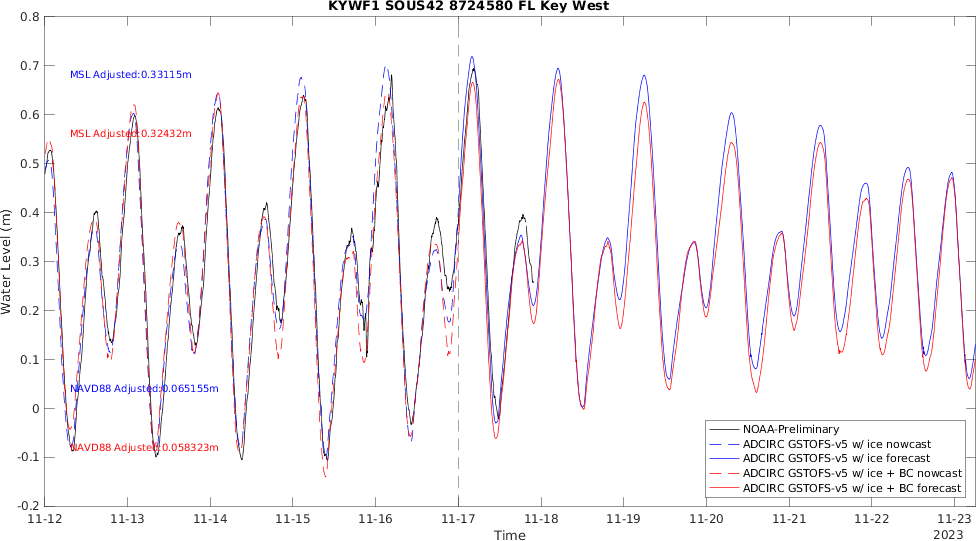 KYWF1 SOUS42 8724580 FL Key West
0.8
0.7
0.6
0.5
0.4
0.3
0.2
0.1
0
-0.1
-0.2
Water Level (m)
MSL Adjusted:0.33115m
MSL Adjusted:0.32432m
NAVD88 Adjusted:0.065155m
NAVD88 Adjusted:0.058323m
NOAA-Preliminary
ADCIRC GSTOFS-v5 w/ ice nowcast
ADCIRC GSTOFS-v5 w/ ice forecast
ADCIRC GSTOFS-v5 w/ ice + BC nowcast
ADCIRC GSTOFS-v5 w/ ice + BC forecast
11-12 11-13 11-14 11-15 11-16 11-17 11-18 11-19 11-20 11-21 11-22 11-23
2023
Time